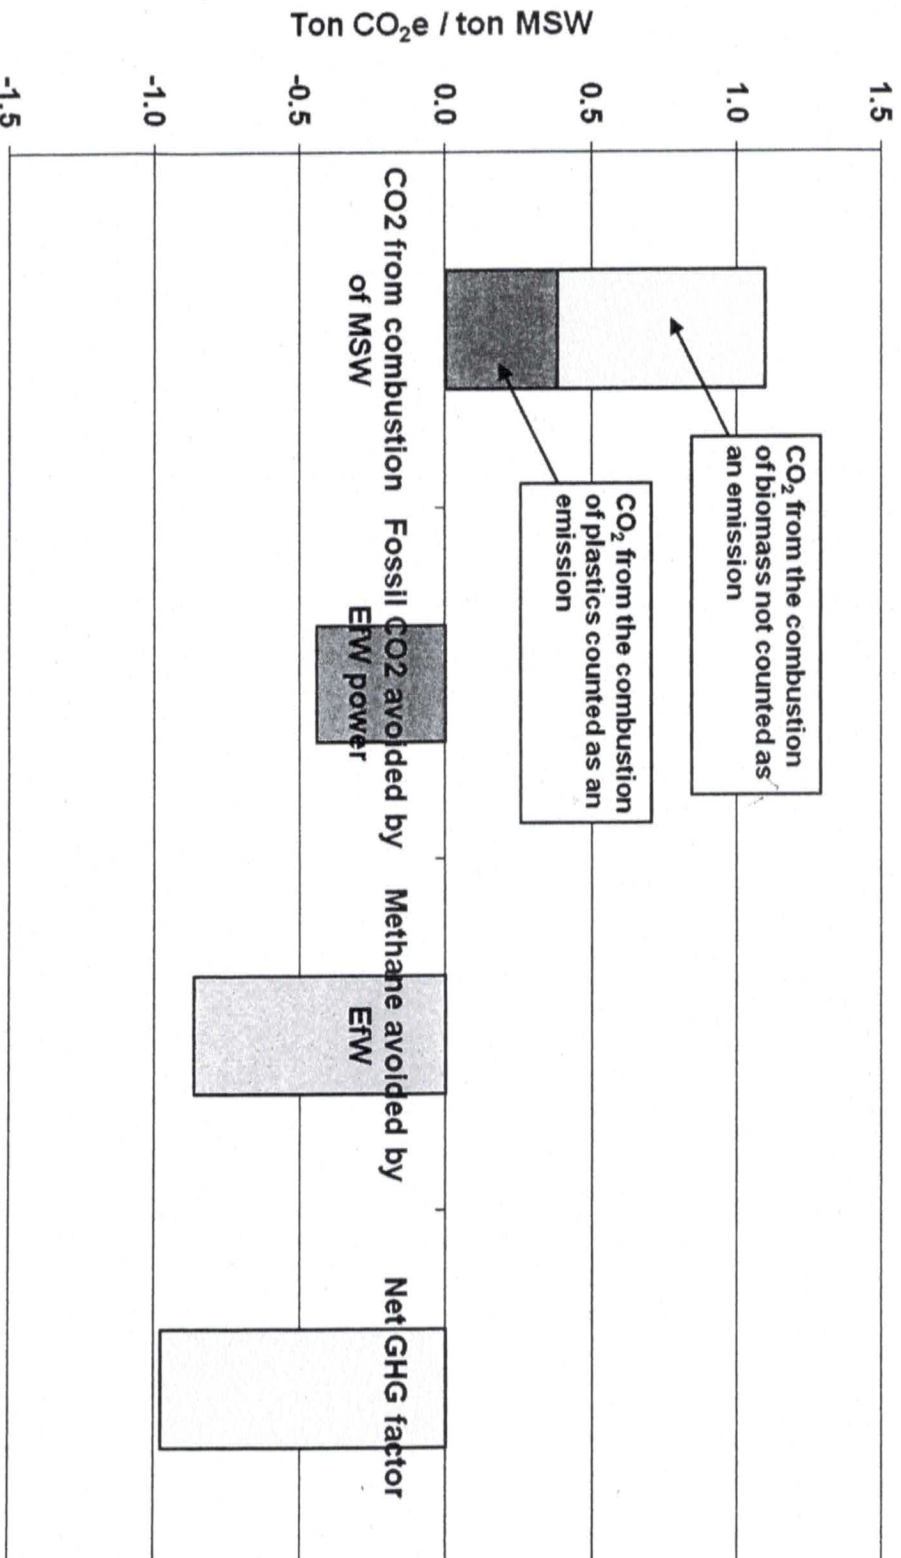 Ton CO₂e / ton MSW
1.5
1.0
0.5
0.0
-0.5
-1.0
-1.5
CO₂ from the combustion
of biomass not counted as
an emission
CO₂ from the combustion
of plastics counted as an
emission
CO2 from combustion
of MSW
Fossil CO2 avoided by
EfW power
Methane avoided by
EfW
Net GHG factor